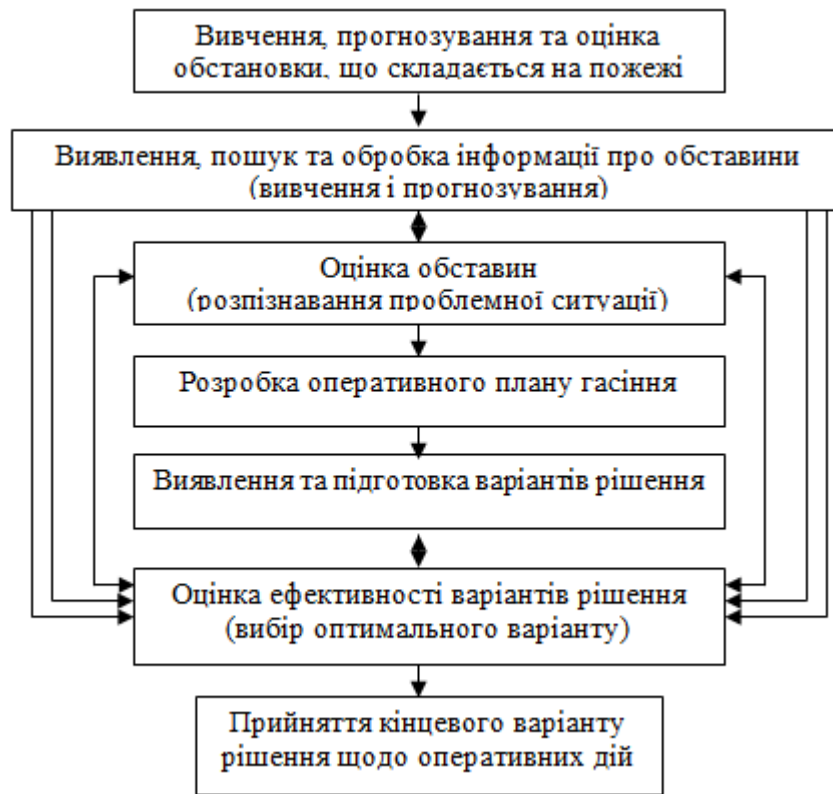 Вивчення, прогнозування та оцінка
обстановки, що складається на пожежі
Виявлення, пошук та обробка інформації про обставини
(вивчення і прогнозування)
Оцінка обставин
(розпізнавання проблемної ситуації)
Розробка оперативного плану гасіння
Виявлення та підготовка варіантів рішення
Оцінка ефективності варіантів рішення
(вибір оптимального варіанту)
Прийняття кінцевого варіанту
рішення щодо оперативних дій